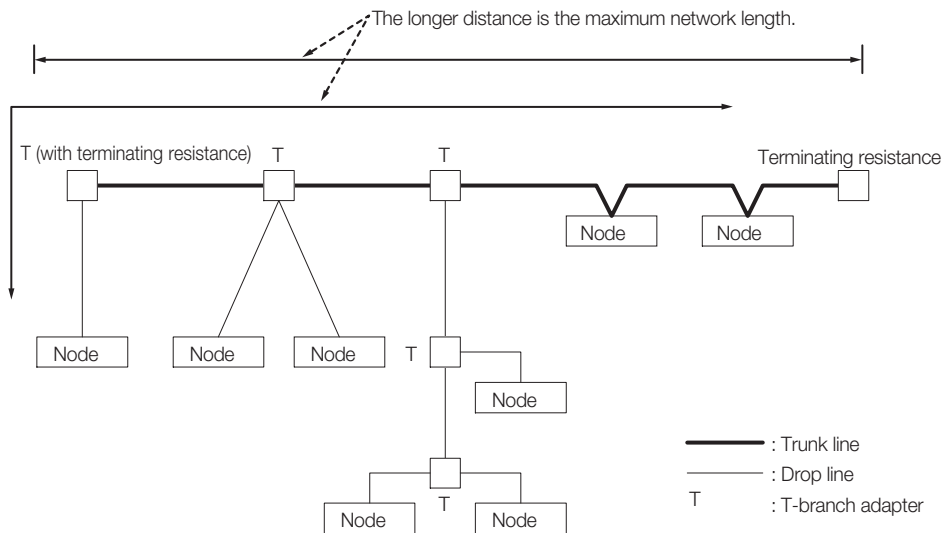 The longer distance is the maximum network length.
T (with terminating resistance)
T
T
Terminating resistance
Node
Node
Node
Node
Node
T
Node
T
Node
Node
: Trunk line
: Drop line
T : T-branch adapter